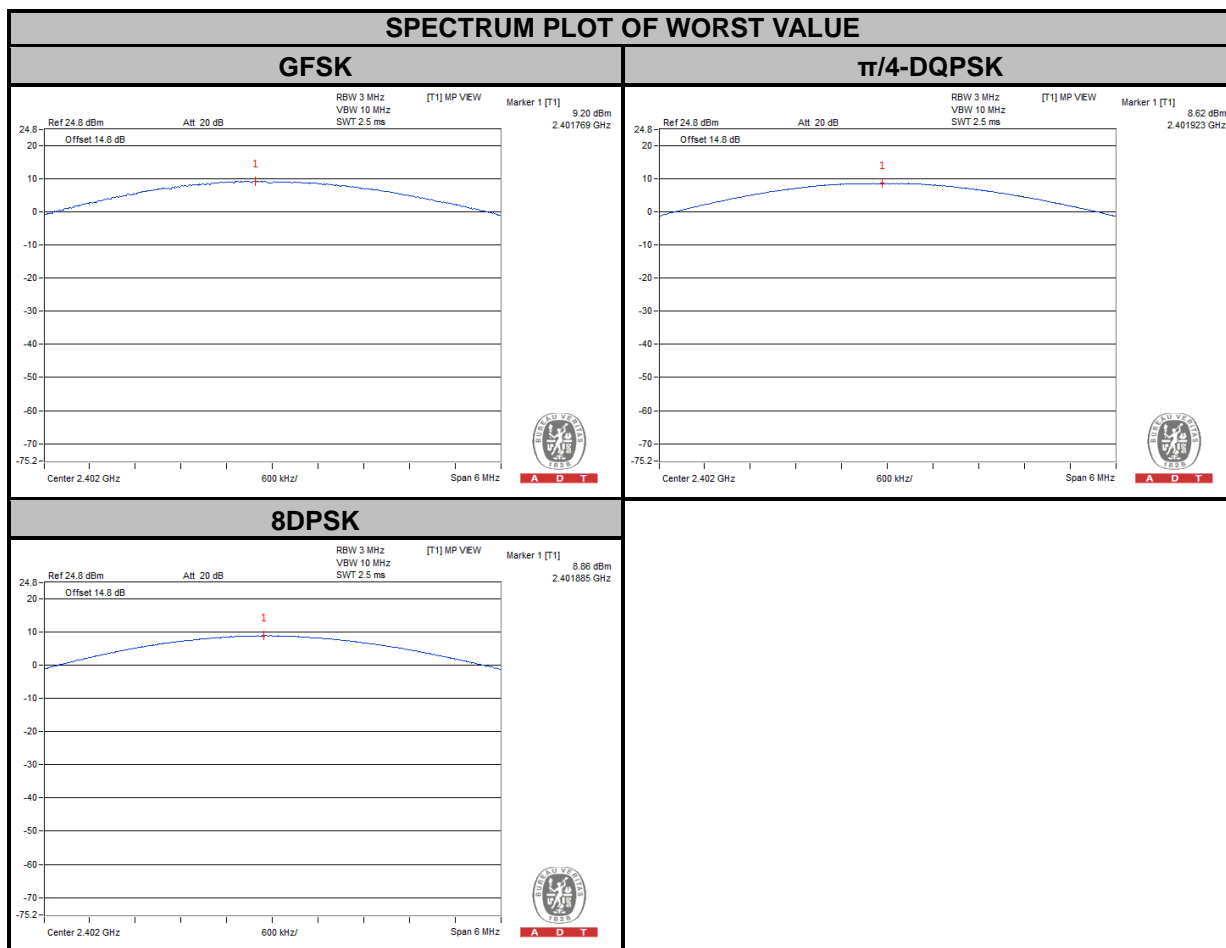 SPECTRUM PLOT OF WORST VALUE
GFSK
Ref 24.8 dBm Att 20 dB RBW 3 MHz [T1] MP VIEW Marker 1 [T1]
VBW 10 MHz 9.20 dBm
SWT 2.5 ms 2.401769 GHz
24.8
Offset 14.8 dB
20
1
10
0
-10
-20
-30
-40
-50
-60
-70
-75.2
Center 2.402 GHz 600 kHz/ Span 6 MHz
BUREAU VERITAS
1828
A D T
π/4-DQPSK
Ref 24.8 dBm Att 20 dB RBW 3 MHz [T1] MP VIEW Marker 1 [T1]
VBW 10 MHz 8.62 dBm
SWT 2.5 ms 2.401923 GHz
24.8
Offset 14.8 dB
20
1
10
0
-10
-20
-30
-40
-50
-60
-70
-75.2
Center 2.402 GHz 600 kHz/ Span 6 MHz
BUREAU VERITAS
1828
A D T
8DPSK
Ref 24.8 dBm Att 20 dB RBW 3 MHz [T1] MP VIEW Marker 1 [T1]
VBW 10 MHz 8.86 dBm
SWT 2.5 ms 2.401885 GHz
24.8
Offset 14.8 dB
20
1
10
0
-10
-20
-30
-40
-50
-60
-70
-75.2
Center 2.402 GHz 600 kHz/ Span 6 MHz
BUREAU VERITAS
1828
A D T